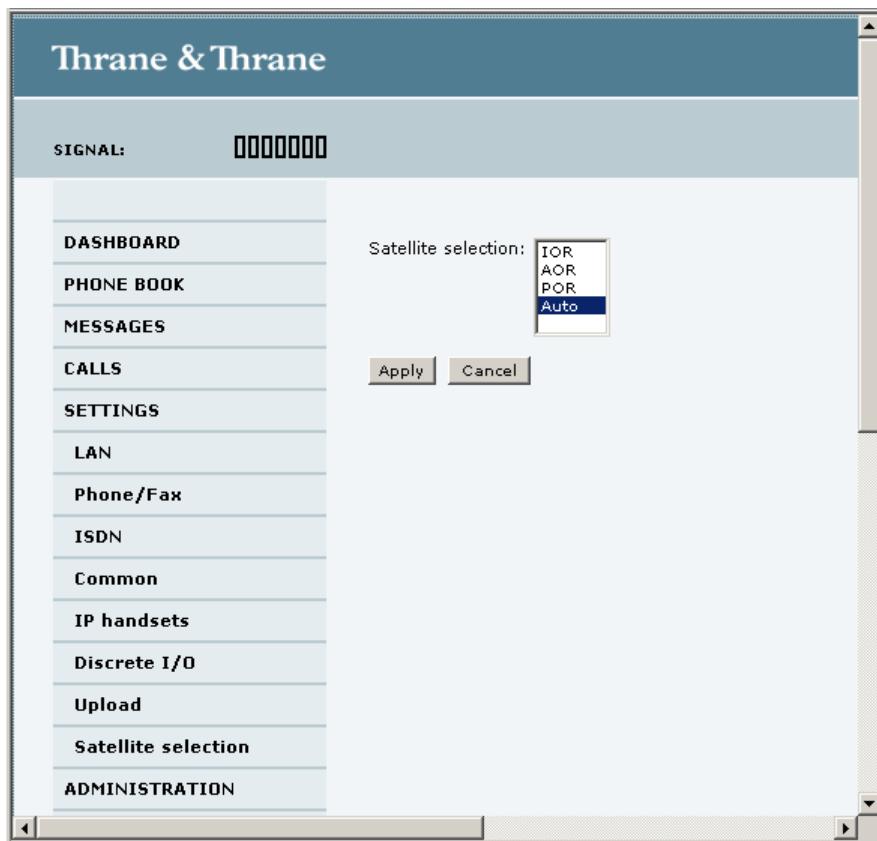 Thrane & Thrane
SIGNAL:
DASHBOARD
PHONE BOOK
MESSAGES
CALLS
SETTINGS
LAN
Phone/Fax
ISDN
Common
IP handsets
Discrete I/O
Upload
Satellite selection
ADMINISTRATION
Satellite selection:
IOR
AOR
POR
Auto
Apply Cancel